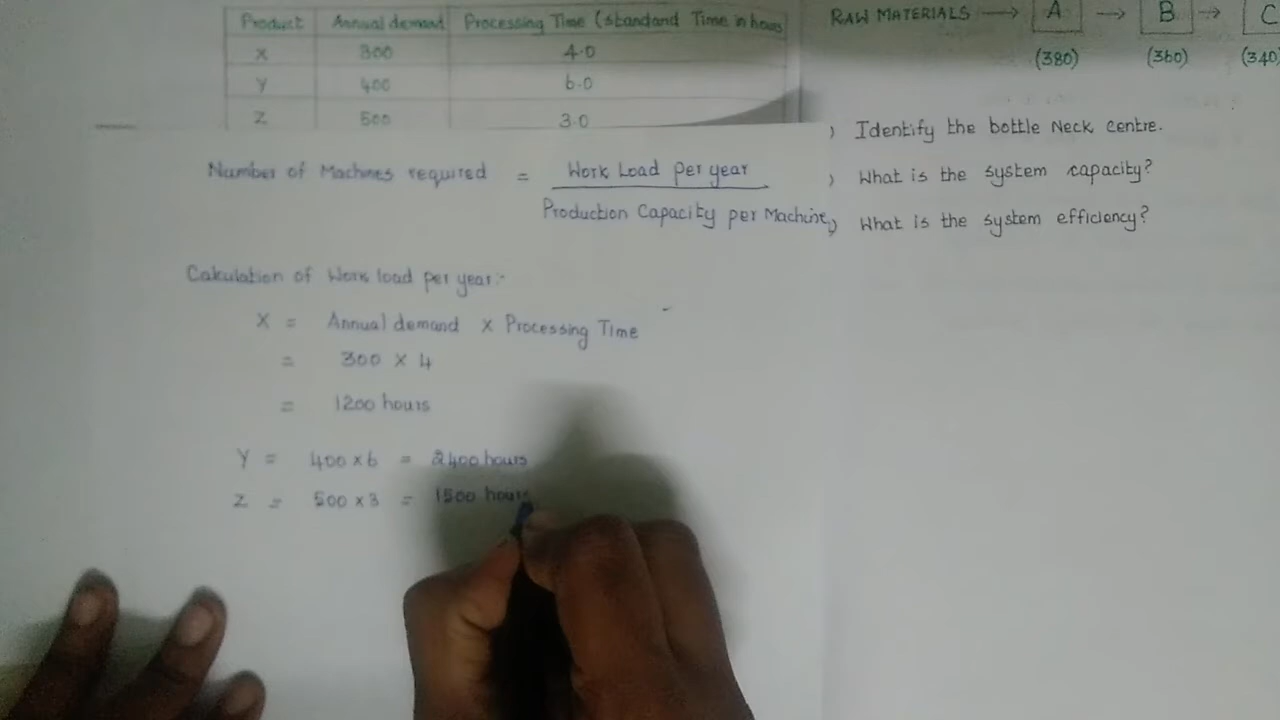 Product Annual demand Processing Time (Standard Time in hours
X 300 4.0
Y 400 6.0
Z 500 3.0
Number of Machines required = Work Load per year
Production Capacity per Machine
Calculation of Work load per year:-
X = Annual demand X Processing Time
= 300 X 4
= 1200 hours
Y = 400 x 6 = 2400 hours
Z = 500 x 3 = 1500 hours
RAW MATERIALS → A → B → C
(380) (360) (340)
) Identify the bottle Neck centre.
) What is the system capacity?
) What is the system efficiency?